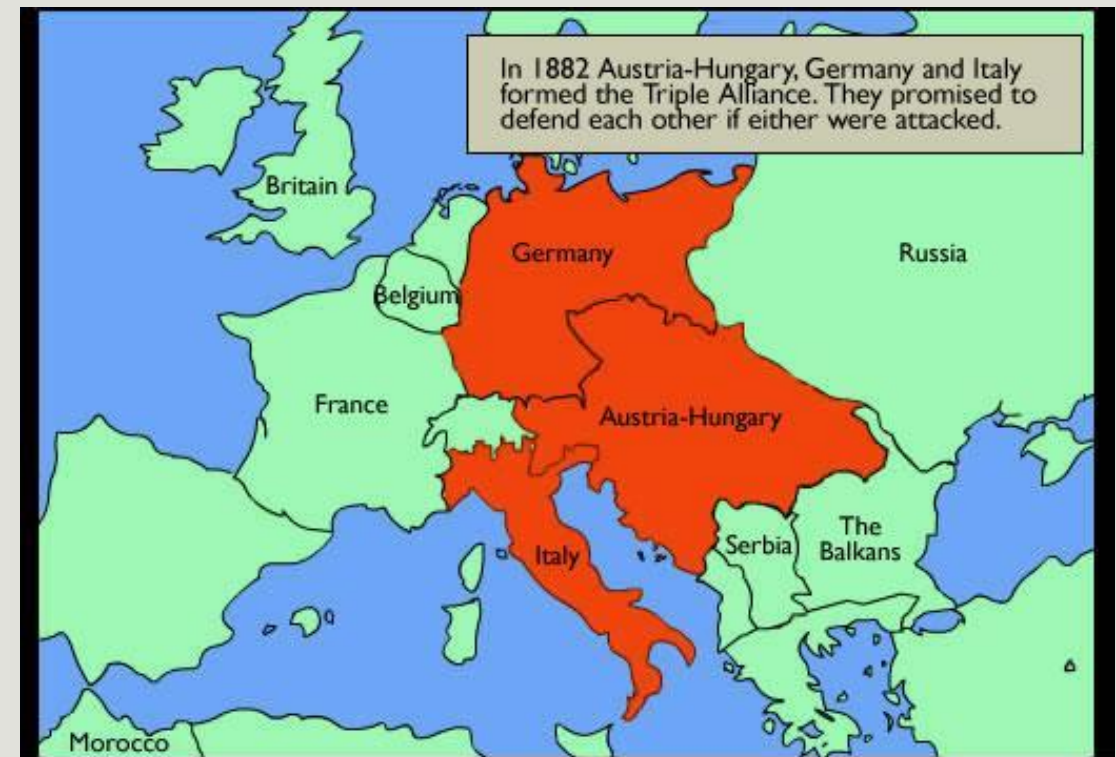 In 1882 Austria-Hungary, Germany and Italy
formed the Triple Alliance. They promised to
defend each other if either were attacked.
Britain
Germany
Russia
Belgium
France
Austria-Hungary
The
Balkans
Serbia
Italy
Morocco